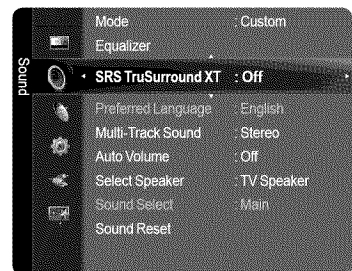 Sound
Mode : Custom
Equalizer
SRS TruSurround XT : Off
Preferred Language : English
Multi-Track Sound : Stereo
Auto Volume : Off
Select Speaker : TV Speaker
Sound Select : Main
Sound Reset